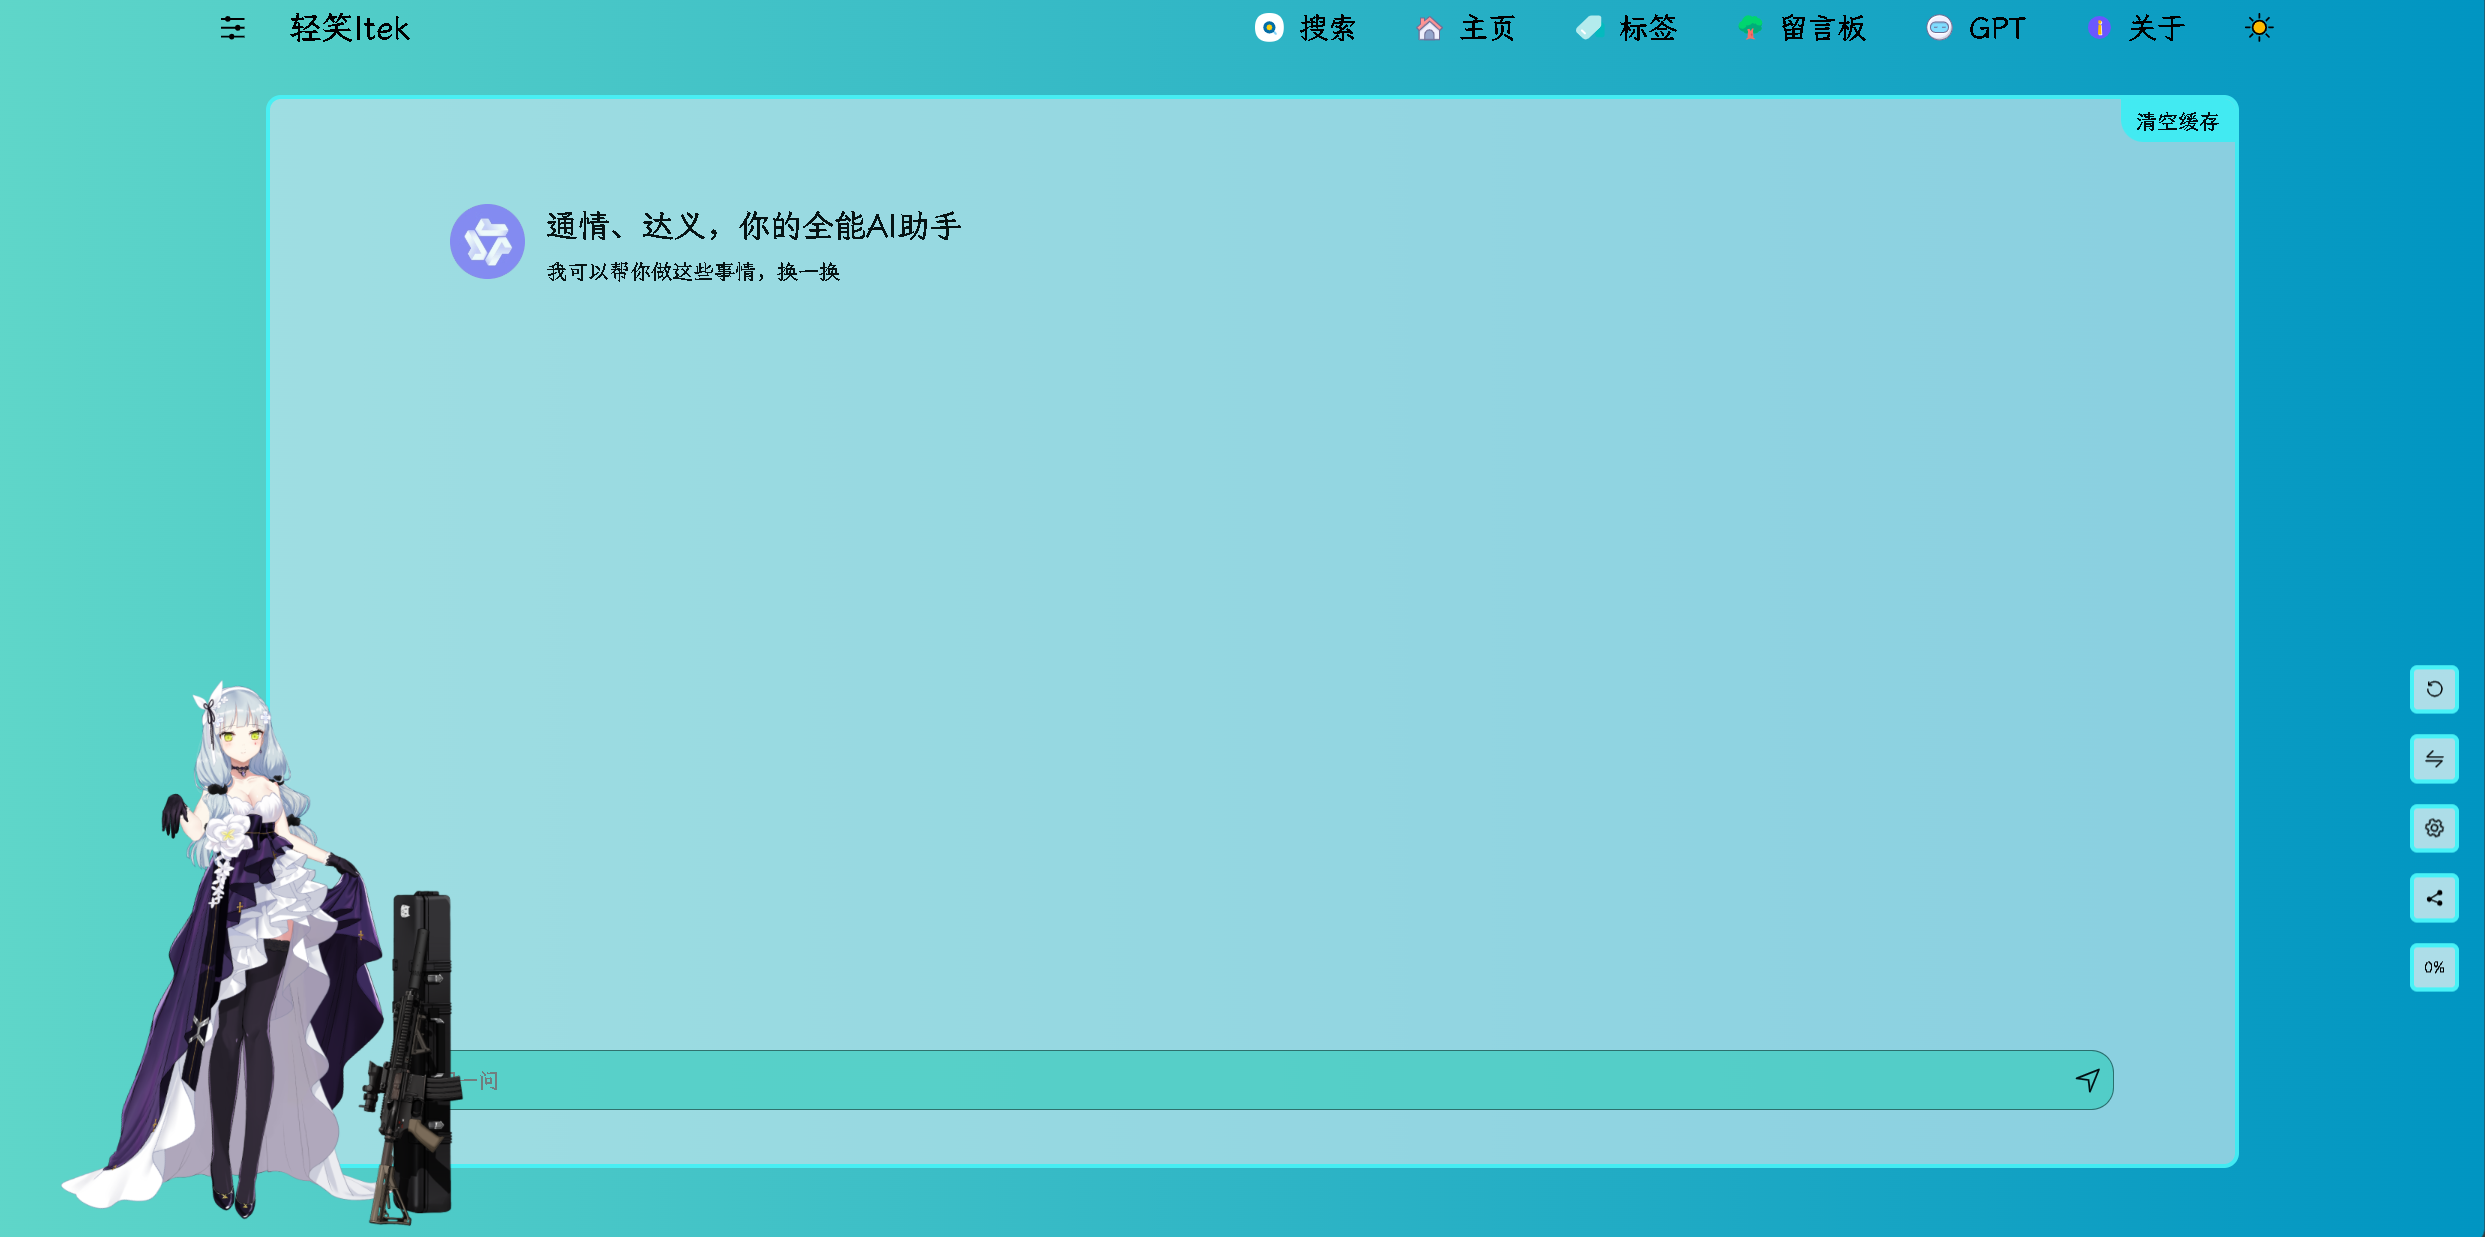 轻笑Itek
搜索
主页
标签
留言板
GPT
关于
清空缓存
通情、达义，你的全能AI助手
我可以帮你做这些事情，换一换
一问
0%